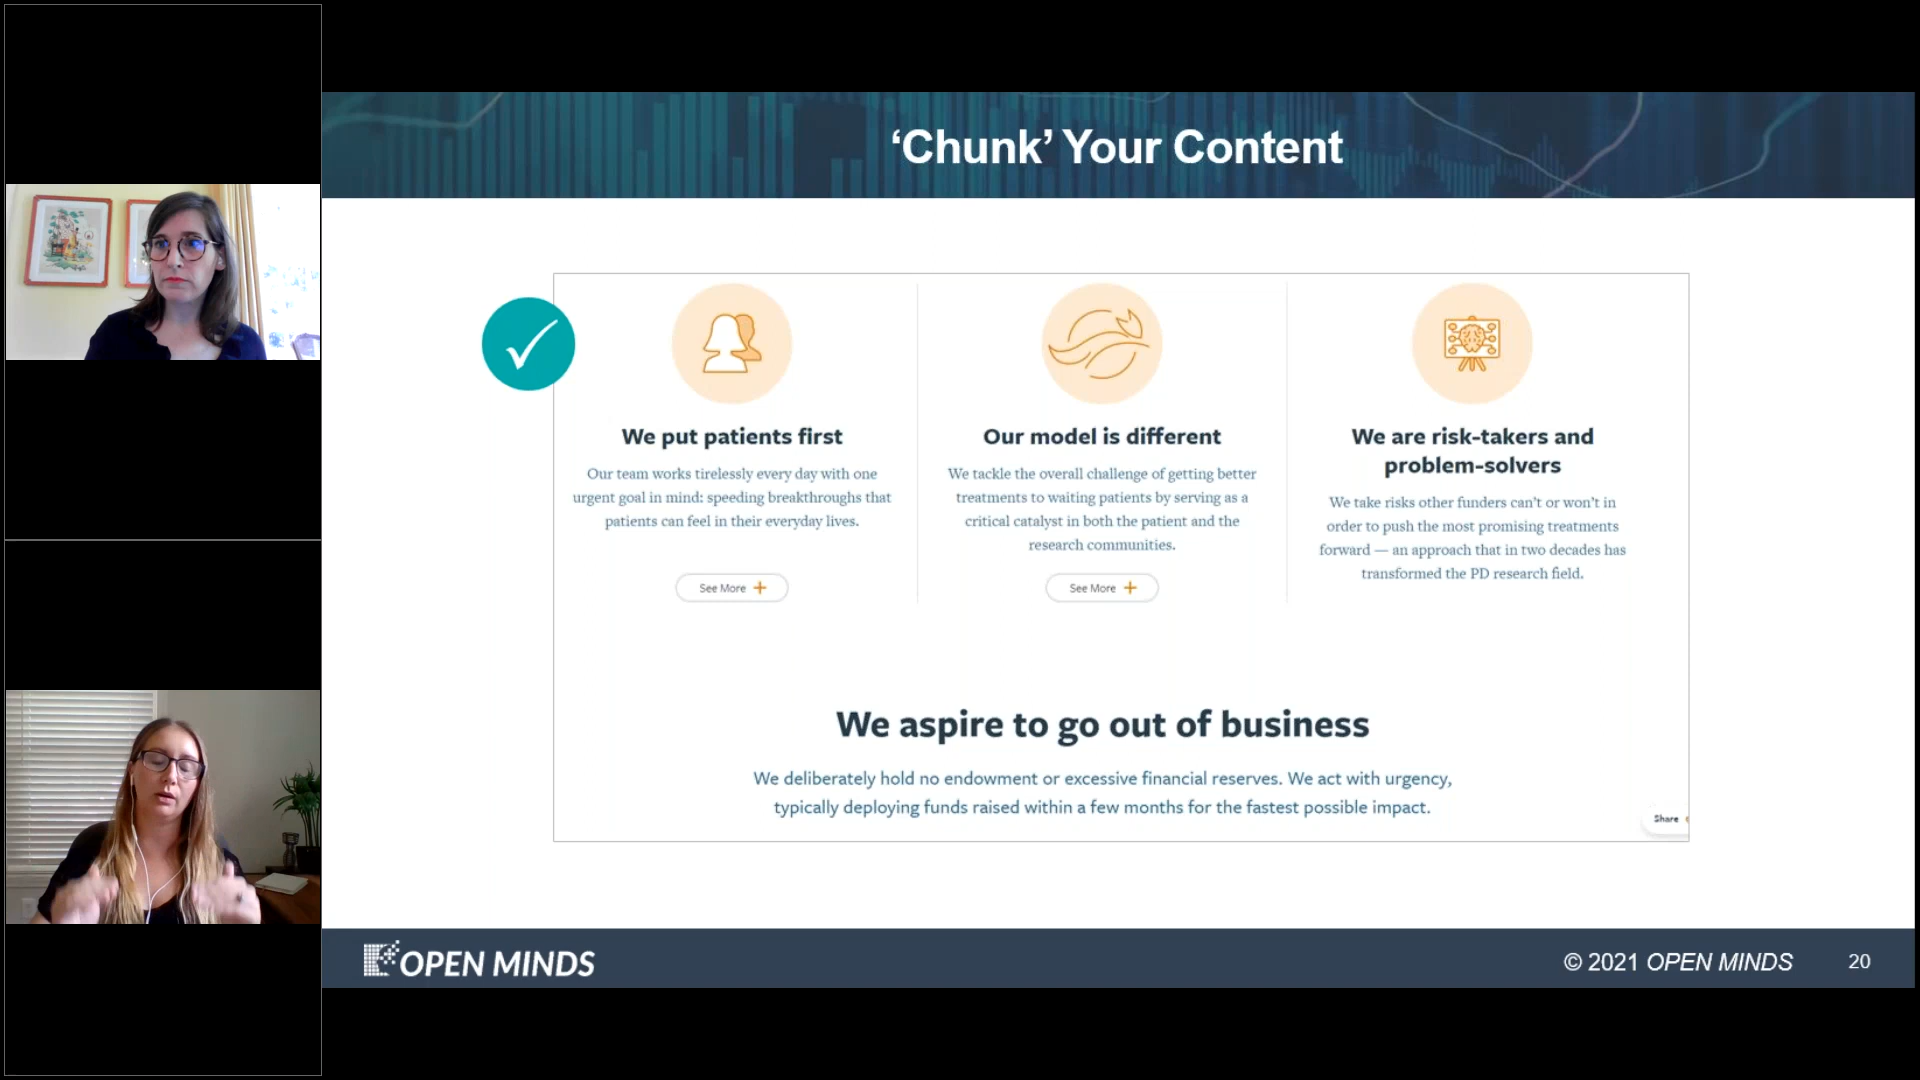 ‘Chunk’ Your Content
We put patients first
Our team works tirelessly every day with one
urgent goal in mind: speeding breakthroughs that
patients can feel in their everyday lives.
See More
Our model is different
We tackle the overall challenge of getting better
treatments to waiting patients by serving as a
critical catalyst in both the patient and the
research communities.
See More
We are risk-takers and
problem-solvers
We take risks other funders can’t or won’t in
order to push the most promising treatments
forward — an approach that in two decades has
transformed the PD research field.
We aspire to go out of business
We deliberately hold no endowment or excessive financial reserves. We act with urgency,
typically deploying funds raised within a few months for the fastest possible impact.
Share
OPEN MINDS
© 2021 OPEN MINDS
20